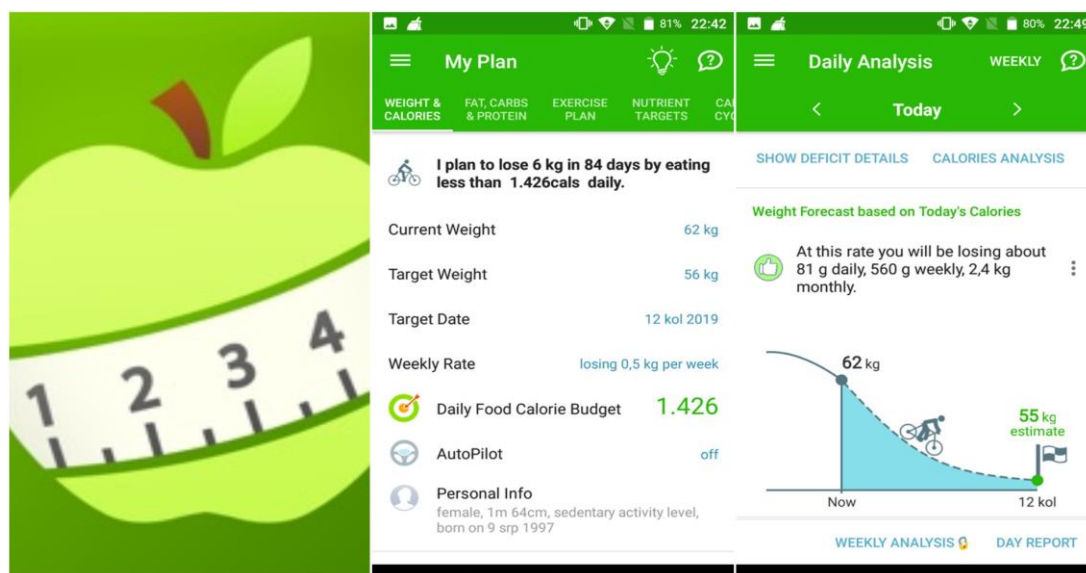 1 2 3 4
81% 22:42
My Plan
WEIGHT & CALORIES
FAT, CARBS & PROTEIN
EXERCISE PLAN
NUTRIENT TARGETS
CA
CY
I plan to lose 6 kg in 84 days by eating
less than 1.426cals daily.
Current Weight 62 kg
Target Weight 56 kg
Target Date 12 kol 2019
Weekly Rate losing 0,5 kg per week
Daily Food Calorie Budget 1.426
AutoPilot off
Personal Info
female, 1m 64cm, sedentary activity level,
born on 9 srp 1997
80% 22:49
Daily Analysis WEEKLY
Today
SHOW DEFICIT DETAILS CALORIES ANALYSIS
Weight Forecast based on Today's Calories
At this rate you will be losing about
81 g daily, 560 g weekly, 2,4 kg
monthly.
62 kg
55 kg
estimate
Now 12 kol
WEEKLY ANALYSIS DAY REPORT